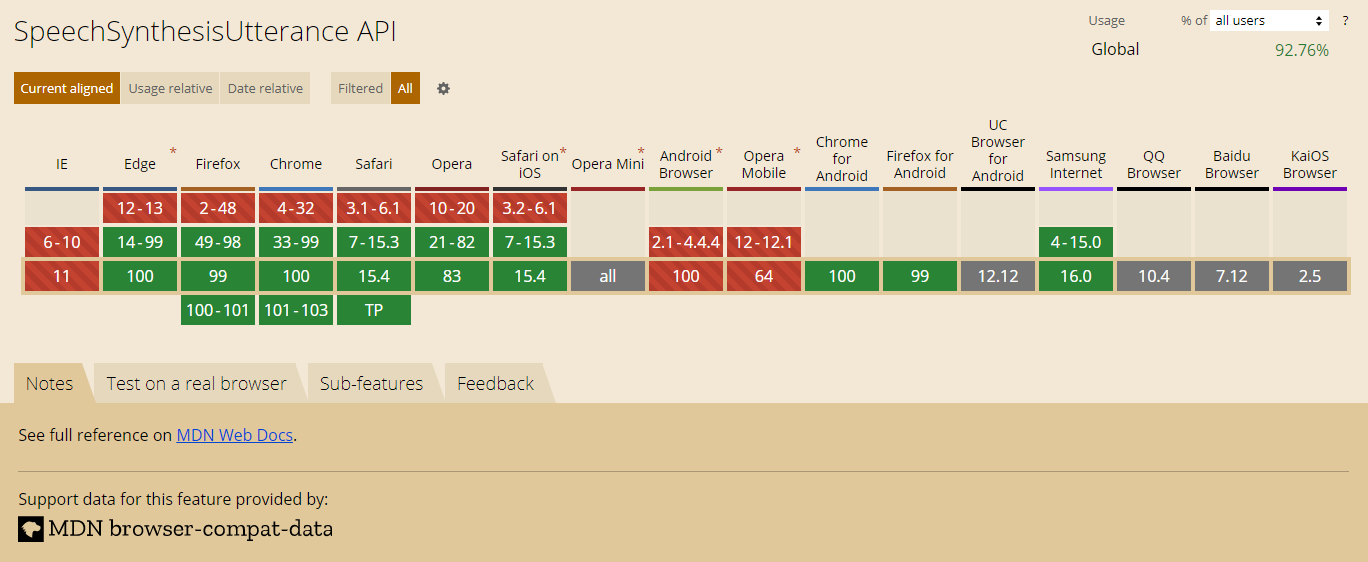 SpeechSynthesisUtterance API
Usage % of all users ?
Global 92.76%
Current aligned Usage relative Date relative Filtered All
IE Edge * Firefox Chrome Safari Opera Safari on iOS * Opera Mini * Android Browser * Opera Mobile * Chrome for Android Firefox for Android UC Browser for Android Samsung Internet QQ Browser Baidu Browser KaiOS Browser
12-13 2-48 4-32 3.1-6.1 10-20 3.2-6.1
6-10 14-99 49-98 33-99 7-15.3 21-82 7-15.3 2.1-4.4.4 12-12.1 4-15.0
11 100 99 100 15.4 83 15.4 all 100 64 100 99 12.12 16.0 10.4 7.12 2.5
100-101 101-103 TP
Notes Test on a real browser Sub-features Feedback
See full reference on MDN Web Docs.
Support data for this feature provided by:
MDN browser-compat-data